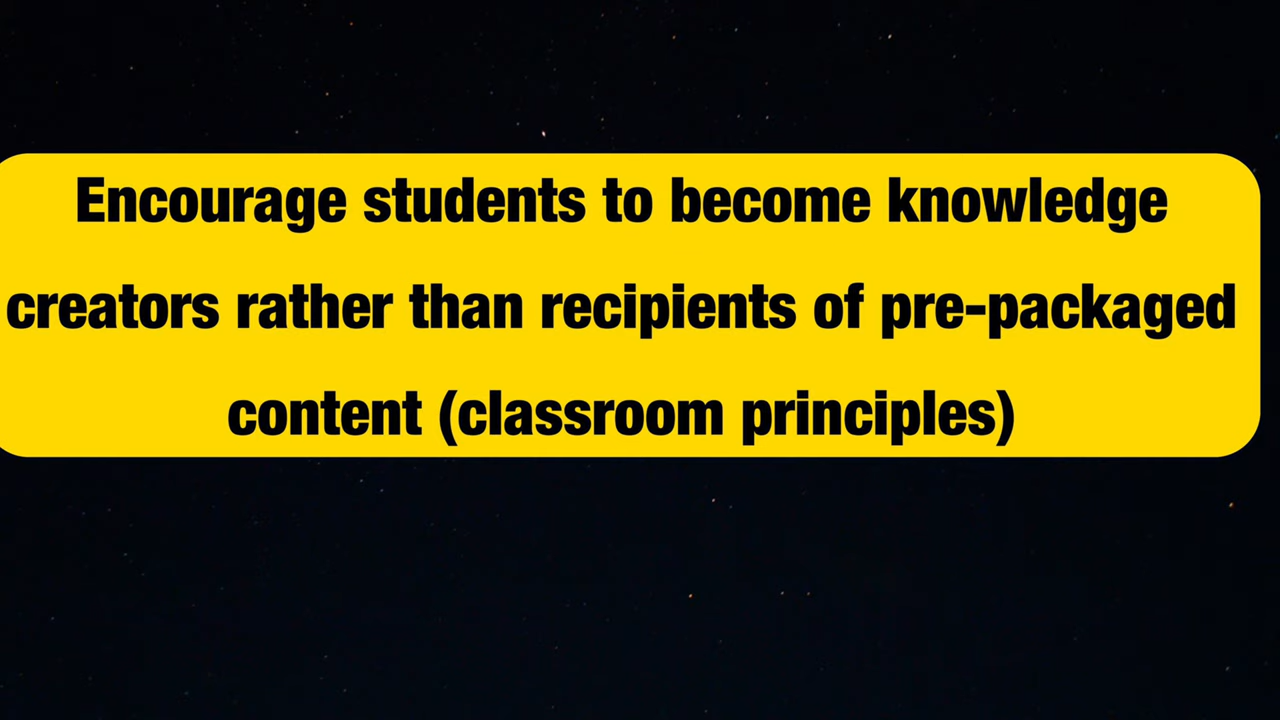 Encourage students to become knowledge
creators rather than recipients of pre-packaged
content (classroom principles)